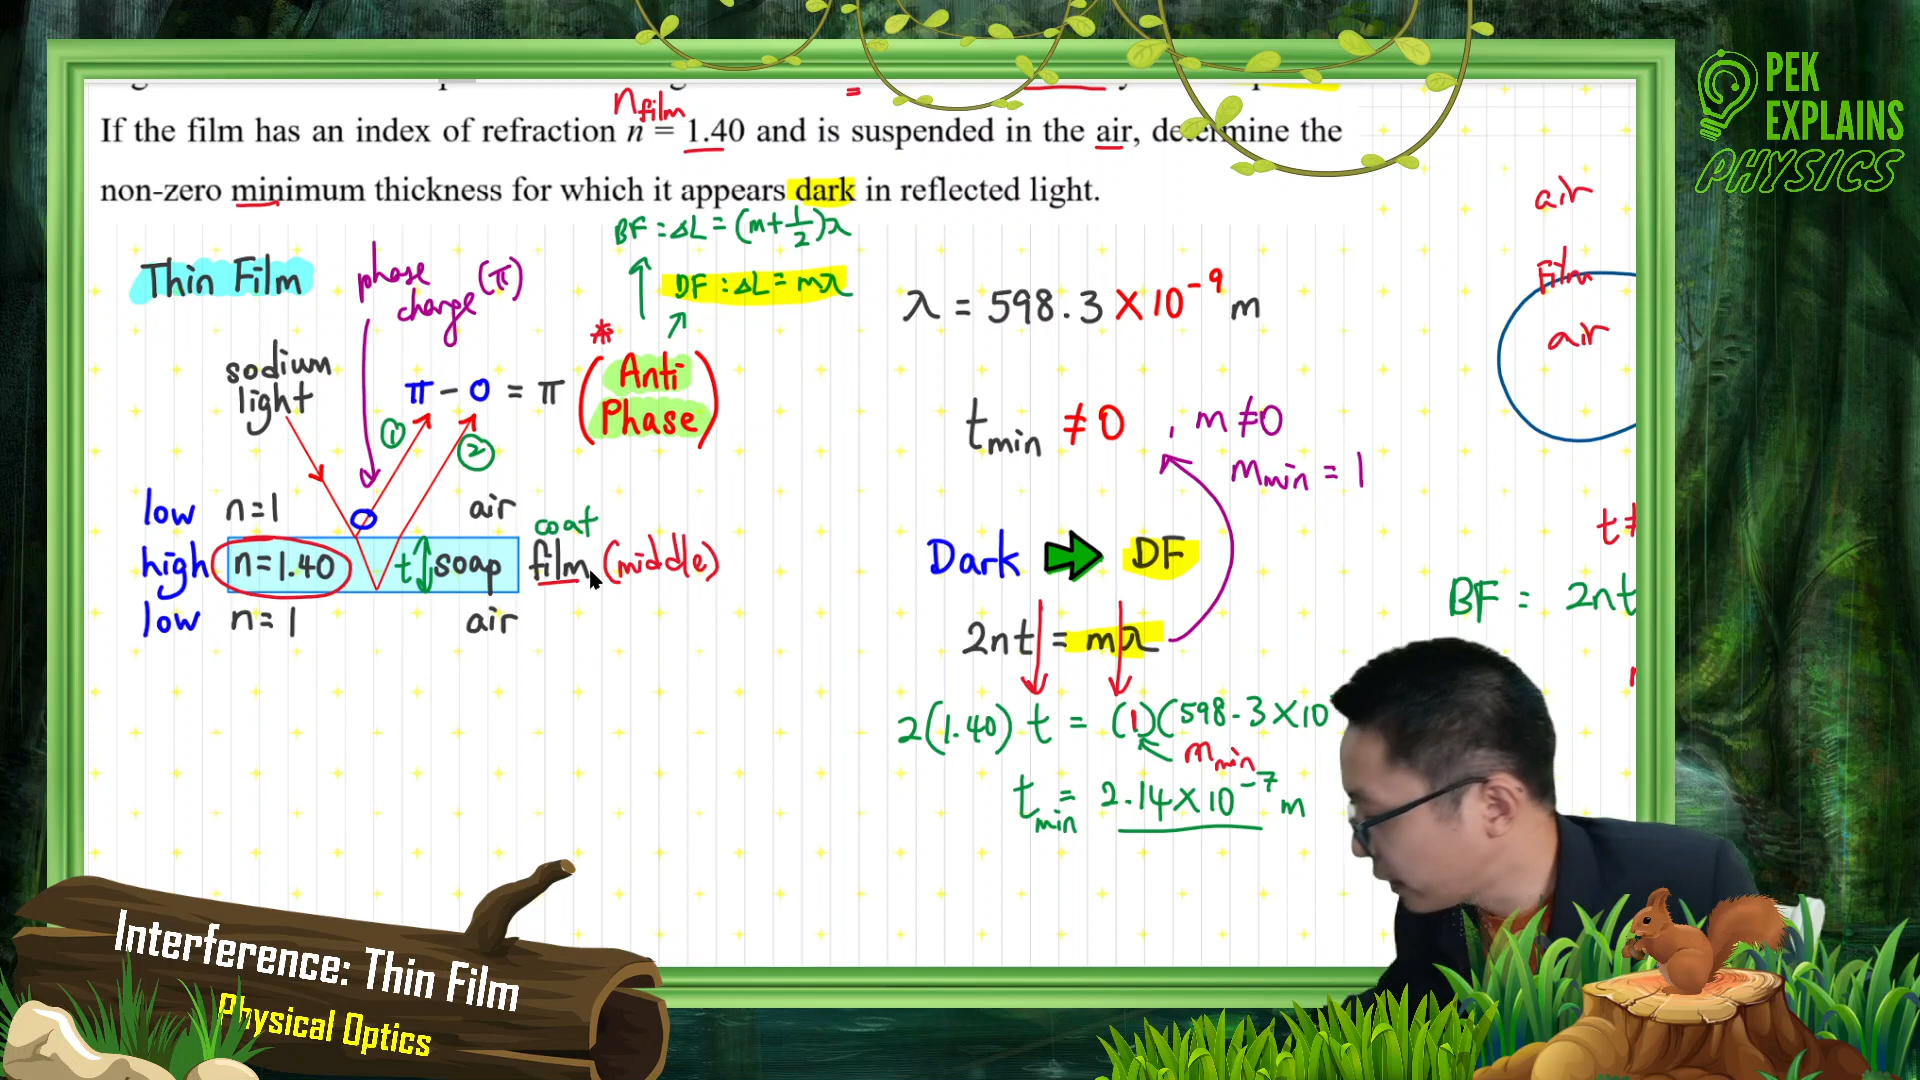 PEK
EXPLAINS
PHYSICS
n film =
If the film has an index of refraction n = 1.40 and is suspended in the air, determine the
non-zero minimum thickness for which it appears dark in reflected light.
BF : ΔL = (m+1/2)λ
DF : ΔL = mλ
Thin Film
phase
change (π)
sodium
light
π - 0 = π
* (Anti
Phase)
① ②
low n=1 air
coat
high n=1.40 t soap film (middle)
low n=1 air
λ = 598.3 ×10⁻⁹ m
t min ≠ 0 , m ≠ 0
m min = 1
Dark DF
2nt = mλ
2(1.40) t = (1)(598.3×10
m min
t min = 2.14×10⁻⁷ m
air
Film
air
BF = 2nt
Interference: Thin Film
Physical Optics